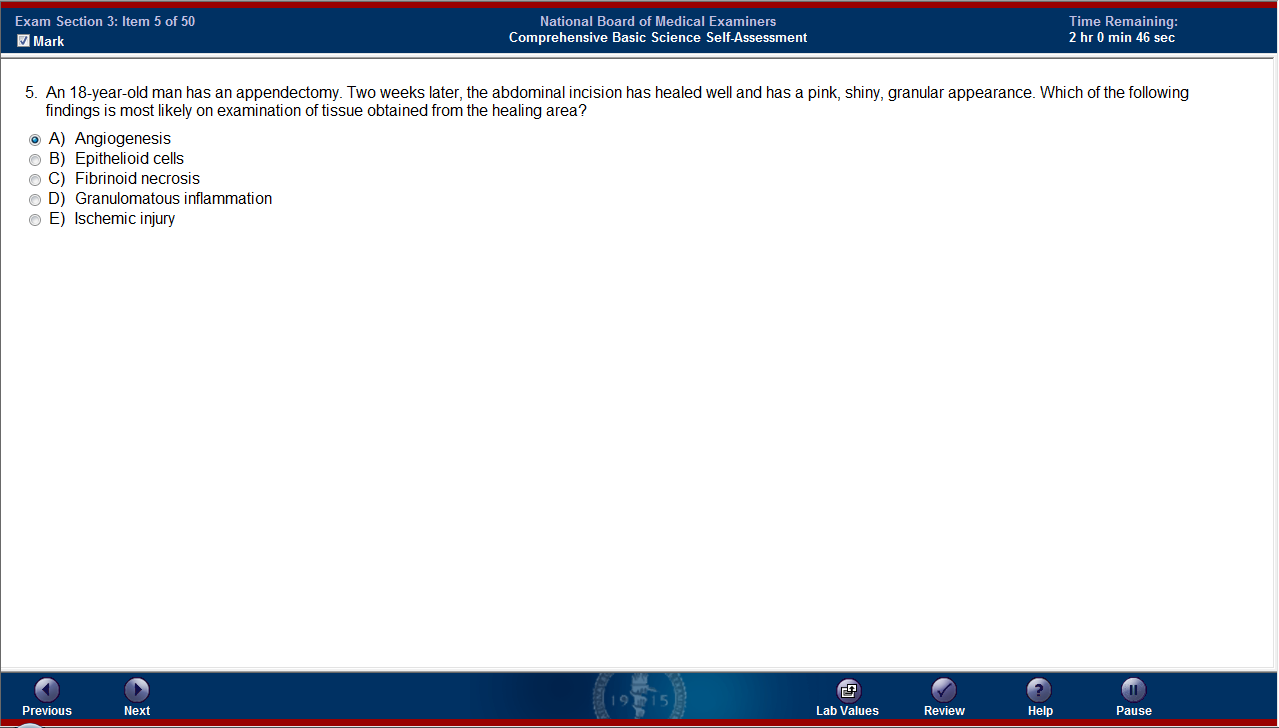 Exam Section 3: Item 5 of 50
National Board of Medical Examiners
Time Remaining:
Mark
Comprehensive Basic Science Self-Assessment
2 hr 0 min 46 sec
5. An 18-year-old man has an appendectomy. Two weeks later, the abdominal incision has healed well and has a pink, shiny, granular appearance. Which of the following
findings is most likely on examination of tissue obtained from the healing area?
A) Angiogenesis
B) Epithelioid cells
C) Fibrinoid necrosis
D) Granulomatous inflammation
E) Ischemic injury
1915
Previous
Next
Lab Values
Review
Help
Pause